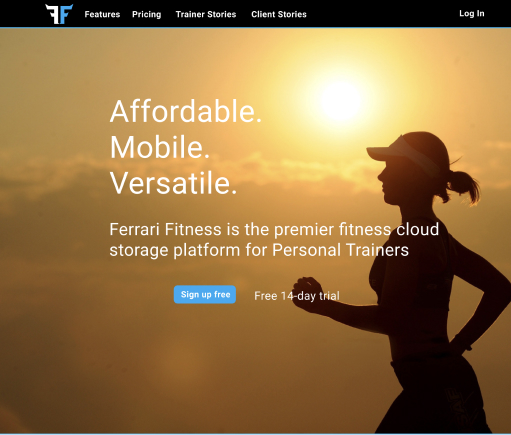 FF
Features Pricing Trainer Stories Client Stories Log In
Affordable.
Mobile.
Versatile.
Ferrari Fitness is the premier fitness cloud
storage platform for Personal Trainers
Sign up free Free 14-day trial